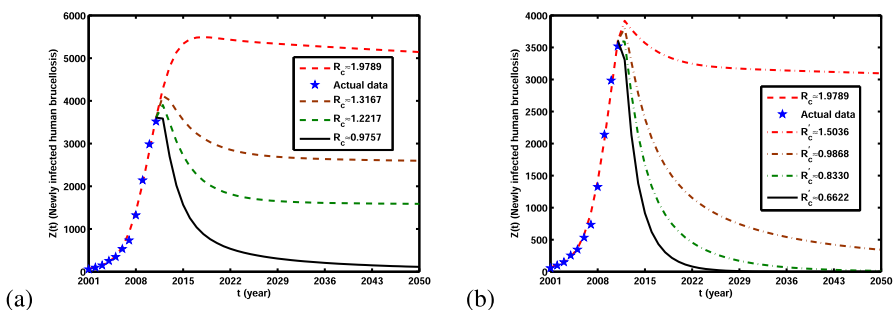 (a)
Z(t) (Newly infected human brucellosis)
6000
5000
4000
3000
2000
1000
0
2001 2008 2015 2022 2029 2036 2043 2050
t (year)
R_c≈1.9789
Actual data
R_c≈1.3167
R_c≈1.2217
R_c≈0.9757
(b)
Z(t) (Newly infected human brucellosis)
4000
3500
3000
2500
2000
1500
1000
500
0
2001 2008 2015 2022 2029 2036 2043 2050
t (year)
R_c≈1.9789
Actual data
R_c'≈1.5036
R_c'≈0.9868
R_c'≈0.8330
R_c'≈0.6622